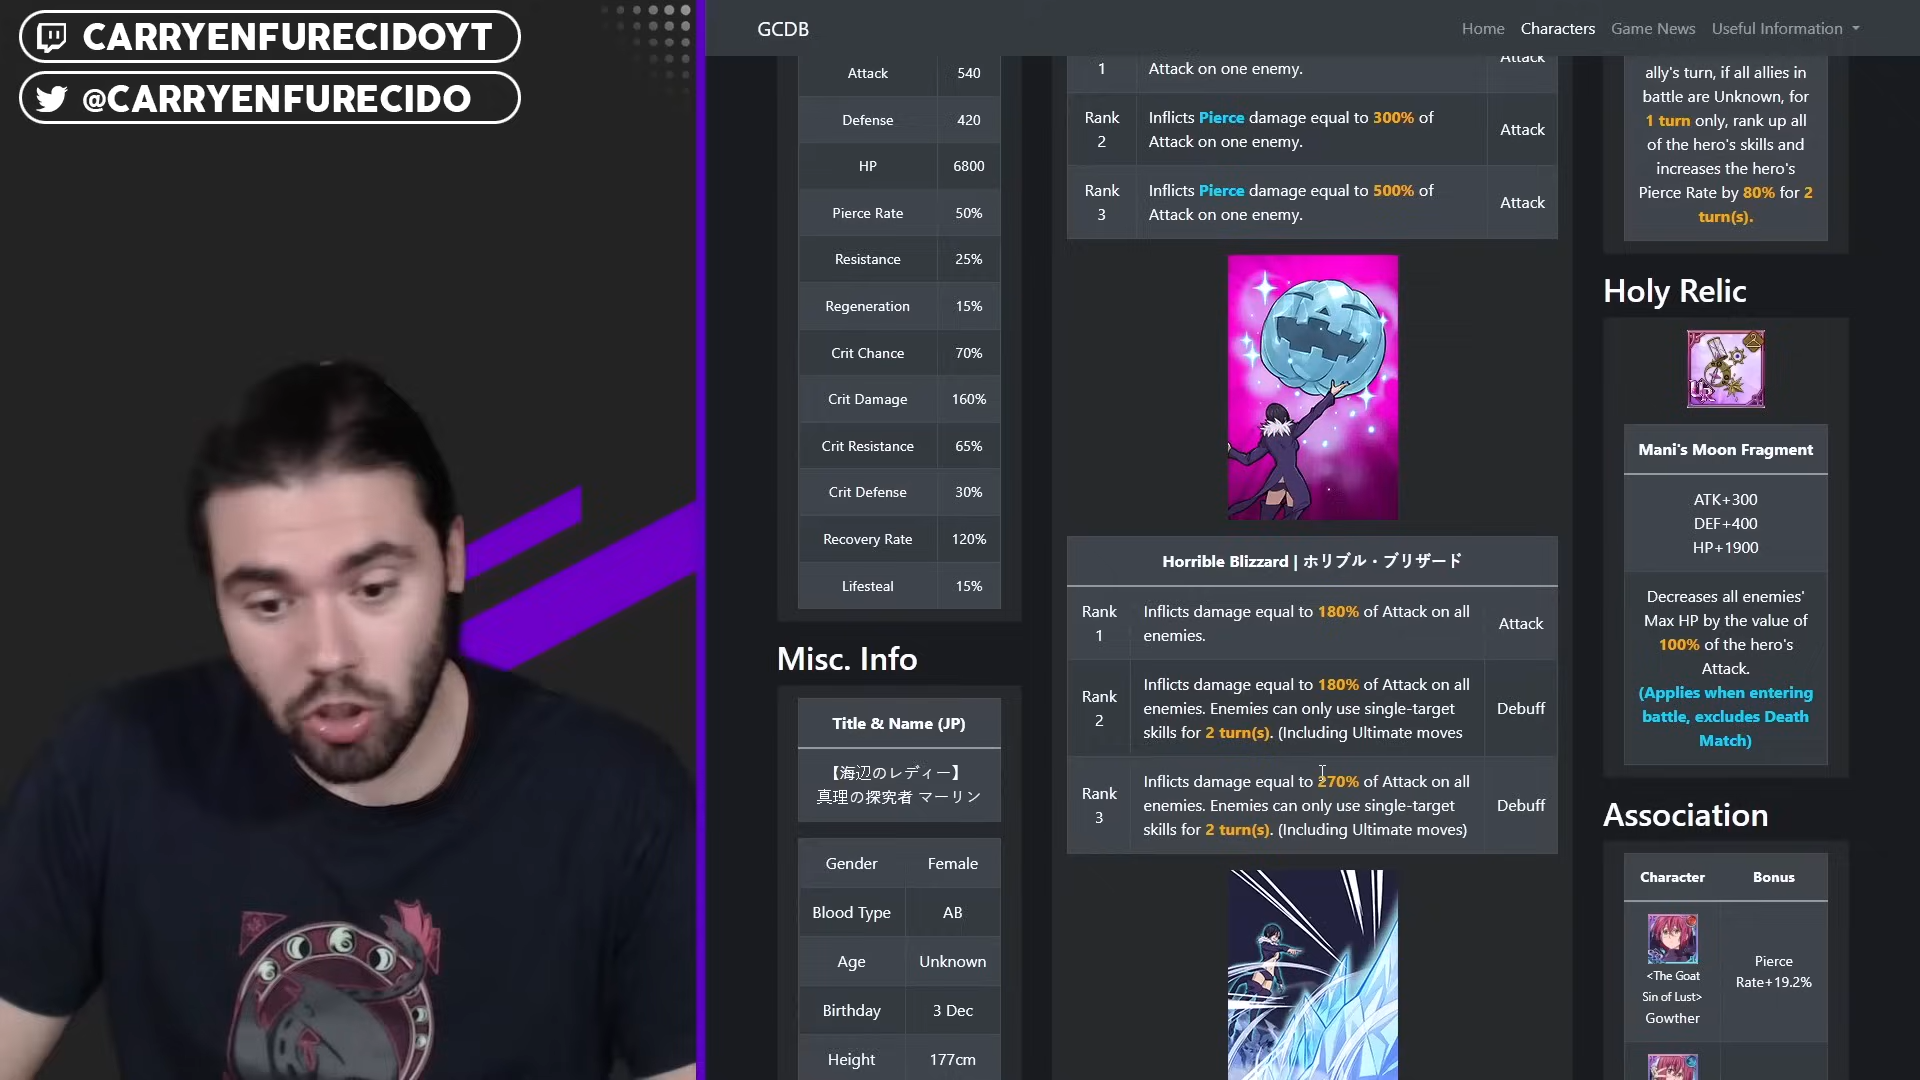 CARRYENFURECIDOYT
@CARRYENFURECIDO
GCDB
Home
Characters
Game News
Useful Information
Attack 540
Defense 420
HP 6800
Pierce Rate 50%
Resistance 25%
Regeneration 15%
Crit Chance 70%
Crit Damage 160%
Crit Resistance 65%
Crit Defense 30%
Recovery Rate 120%
Lifesteal 15%
Misc. Info
Title & Name (JP)
【海辺のレディー】
真理の探究者 マーリン
Gender Female
Blood Type AB
Age Unknown
Birthday 3 Dec
Height 177cm
1
Attack on one enemy.
Attack
Rank
2
Inflicts Pierce damage equal to 300% of
Attack on one enemy.
Attack
Rank
3
Inflicts Pierce damage equal to 500% of
Attack on one enemy.
Attack
Horrible Blizzard | ホリブル・ブリザード
Rank
1
Inflicts damage equal to 180% of Attack on all
enemies.
Attack
Rank
2
Inflicts damage equal to 180% of Attack on all
enemies. Enemies can only use single-target
skills for 2 turn(s). (Including Ultimate moves
Debuff
Rank
3
Inflicts damage equal to 270% of Attack on all
enemies. Enemies can only use single-target
skills for 2 turn(s). (Including Ultimate moves)
Debuff
ally's turn, if all allies in
battle are Unknown, for
1 turn only, rank up all
of the hero's skills and
increases the hero's
Pierce Rate by 80% for 2
turn(s).
Holy Relic
UR
Mani's Moon Fragment
ATK+300
DEF+400
HP+1900
Decreases all enemies'
Max HP by the value of
100% of the hero's
Attack.
(Applies when entering
battle, excludes Death
Match)
Association
Character Bonus
<The Goat
Sin of Lust>
Gowther
Pierce
Rate+19.2%